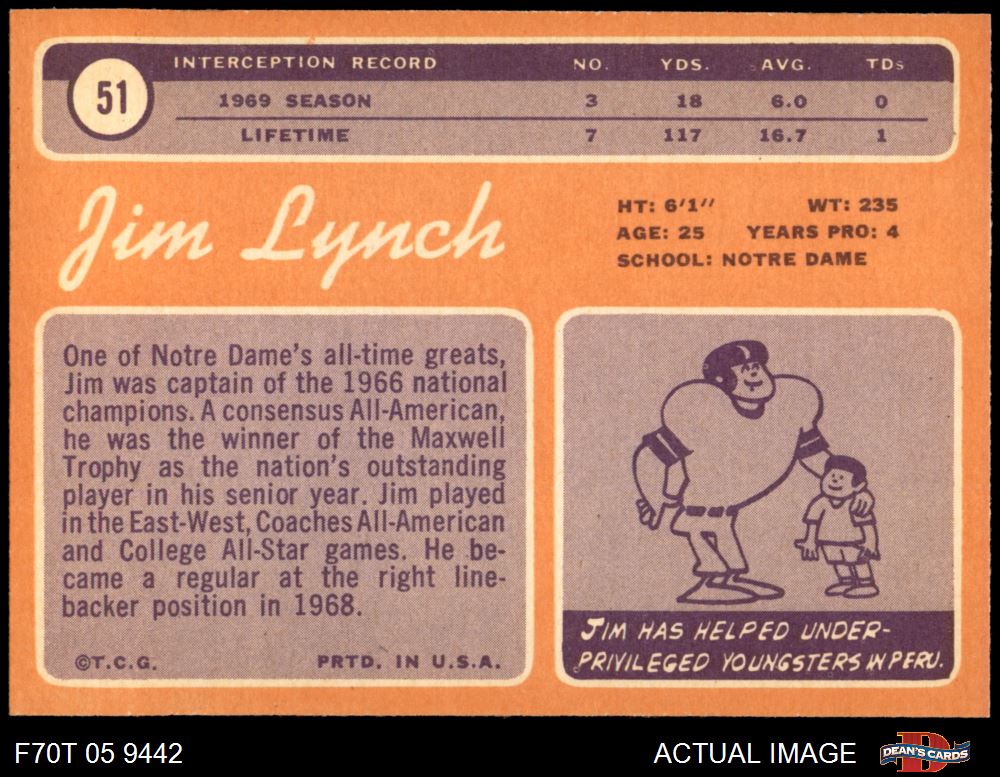 51
INTERCEPTION RECORD NO. YDS. AVG. TDs
1969 SEASON 3 18 6.0 0
LIFETIME 7 117 16.7 1
Jim Lynch
HT: 6'1" WT: 235
AGE: 25 YEARS PRO: 4
SCHOOL: NOTRE DAME
One of Notre Dame's all-time greats,
Jim was captain of the 1966 national
champions. A consensus All-American,
he was the winner of the Maxwell
Trophy as the nation's outstanding
player in his senior year. Jim played
in the East-West, Coaches All-American
and College All-Star games. He be-
came a regular at the right line-
backer position in 1968.
©T.C.G. PRTD. IN U.S.A.
JIM HAS HELPED UNDER-
PRIVILEGED YOUNGSTERS IN PERU.
F70T 05 9442 ACTUAL IMAGE D DEAN'S CARDS